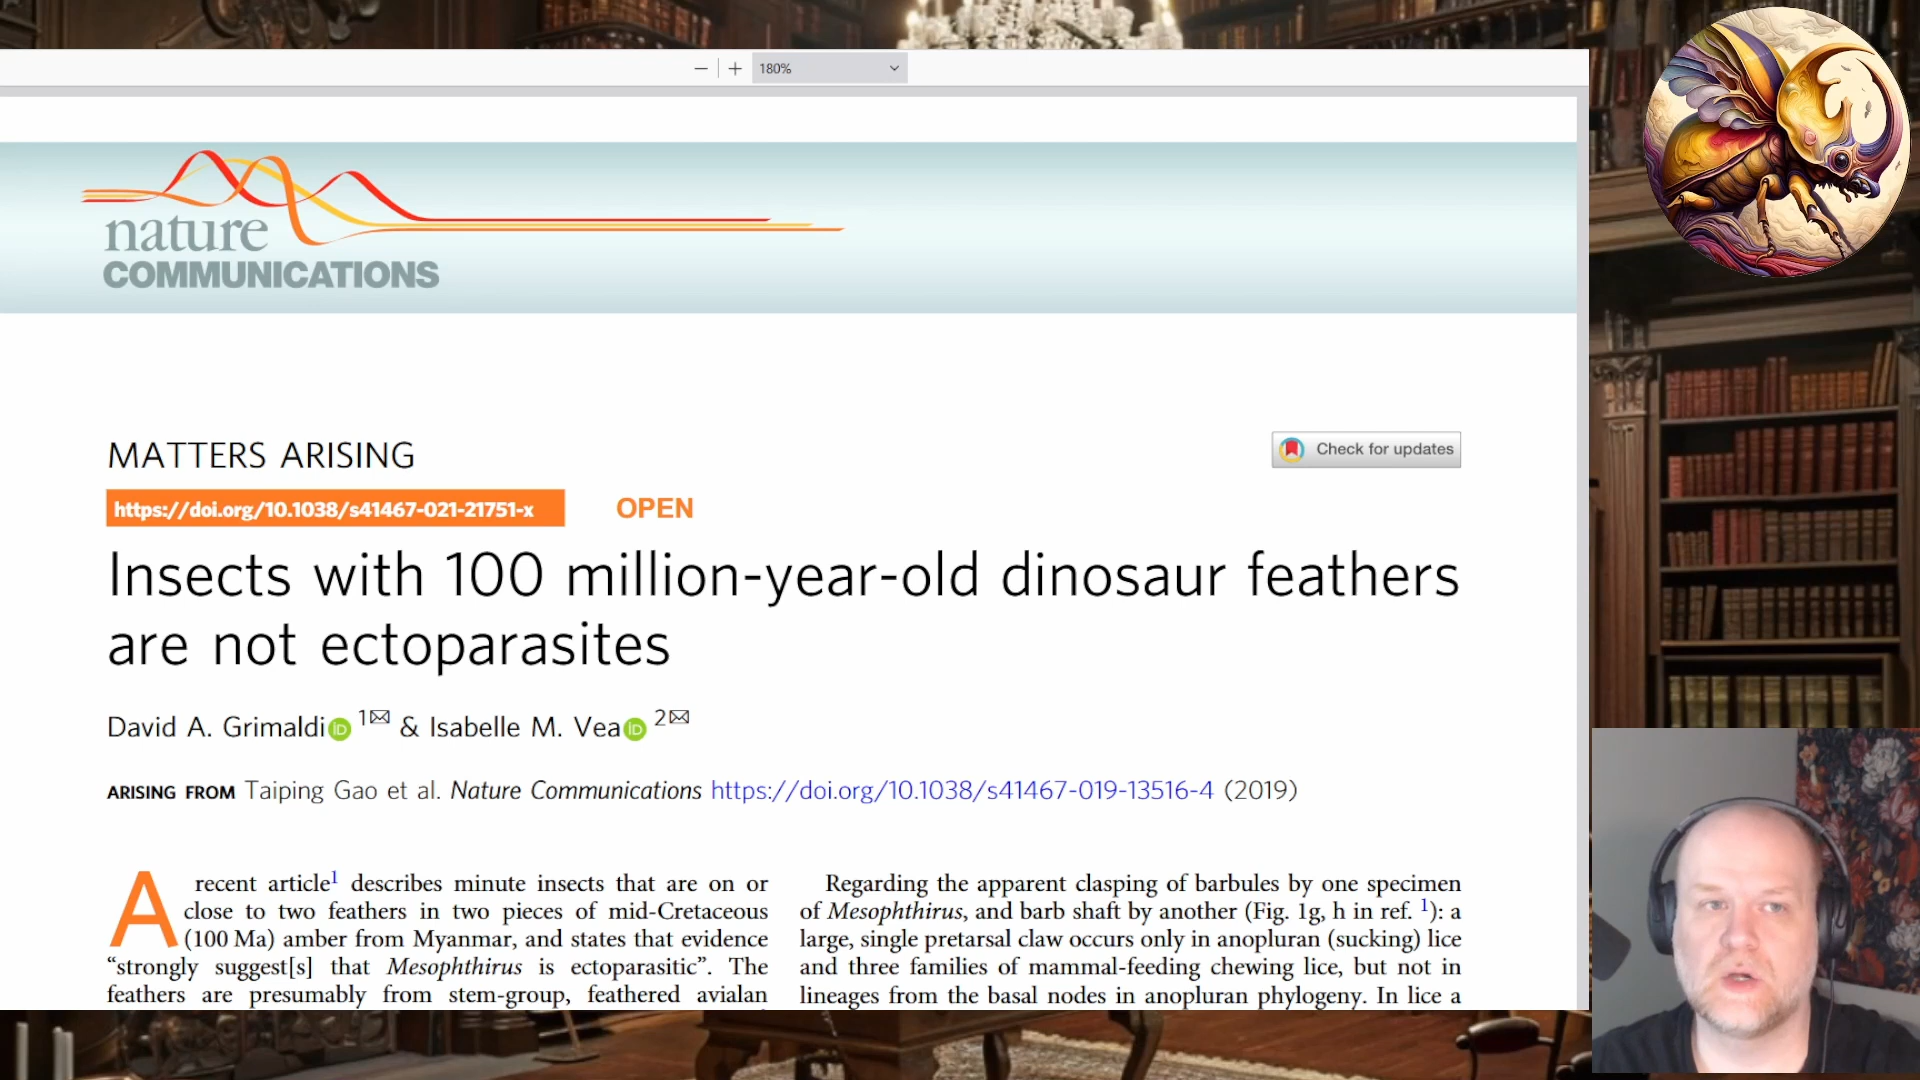 180%
nature
COMMUNICATIONS
MATTERS ARISING
Check for updates
https://doi.org/10.1038/s41467-021-21751-x OPEN
Insects with 100 million-year-old dinosaur feathers
are not ectoparasites
David A. Grimaldi iD 1✉ & Isabelle M. Vea iD 2✉
ARISING FROM Taiping Gao et al. Nature Communications https://doi.org/10.1038/s41467-019-13516-4 (2019)
A recent article1 describes minute insects that are on or
close to two feathers in two pieces of mid-Cretaceous
(100 Ma) amber from Myanmar, and states that evidence
“strongly suggest[s] that Mesophthirus is ectoparasitic”. The
feathers are presumably from stem-group, feathered avialan
Regarding the apparent clasping of barbules by one specimen
of Mesophthirus, and barb shaft by another (Fig. 1g, h in ref. 1): a
large, single pretarsal claw occurs only in anopluran (sucking) lice
and three families of mammal-feeding chewing lice, but not in
lineages from the basal nodes in anopluran phylogeny. In lice a